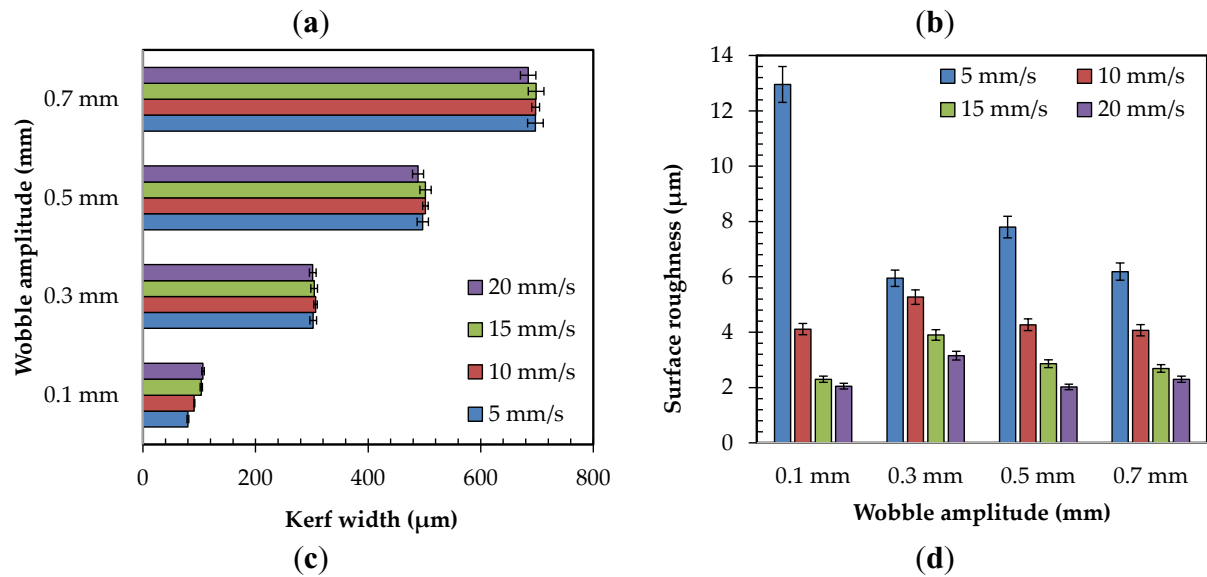 (a)
(b)
Wobble amplitude (mm)
0.7 mm
0.5 mm
0.3 mm
0.1 mm
20 mm/s
15 mm/s
10 mm/s
5 mm/s
0 200 400 600 800
Kerf width (μm)
(c)
Surface roughness (μm)
14
12
10
8
6
4
2
0
5 mm/s 10 mm/s
15 mm/s 20 mm/s
0.1 mm 0.3 mm 0.5 mm 0.7 mm
Wobble amplitude (mm)
(d)